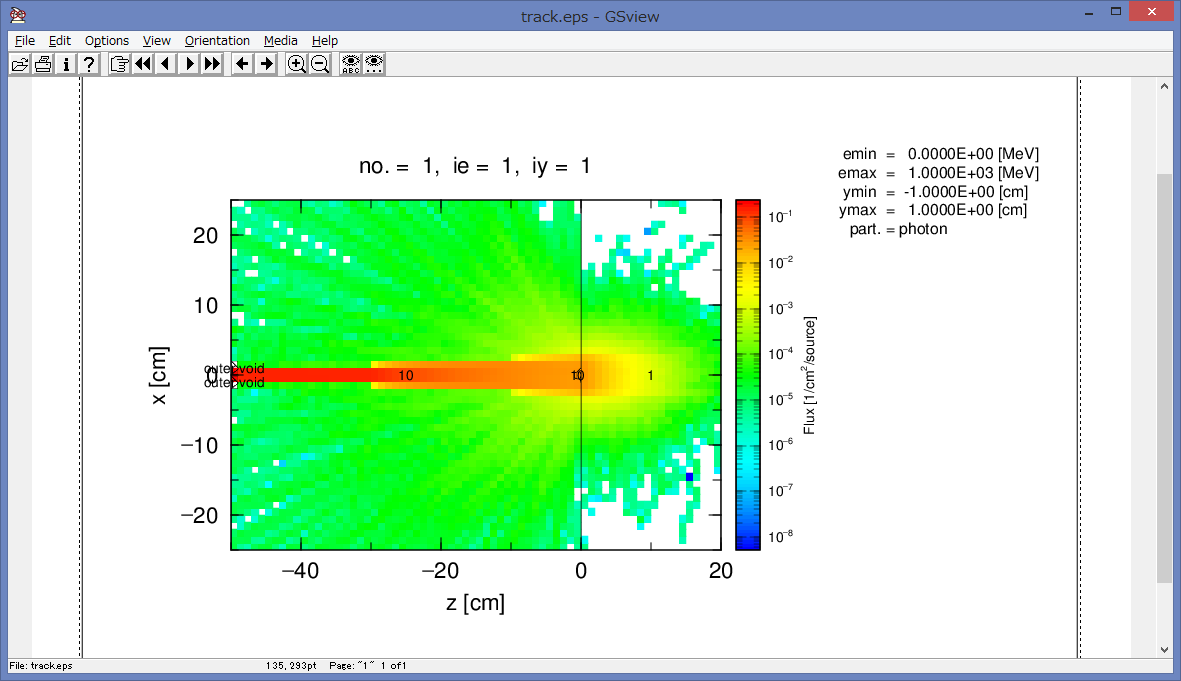 track.eps - GSview
File Edit Options View Orientation Media Help
i ?
ABC
no. = 1, ie = 1, iy = 1
emin = 0.0000E+00 [MeV]
emax = 1.0000E+03 [MeV]
ymin = -1.0000E+00 [cm]
ymax = 1.0000E+00 [cm]
part. = photon
x [cm]
20
10
0
−10
−20
outer void
outer void
10
10
1
−40
−20
0
20
z [cm]
10⁻¹
10⁻²
10⁻³
10⁻⁴
10⁻⁵
10⁻⁶
10⁻⁷
10⁻⁸
Flux [1/cm²/source]
File: track.eps 135, 293pt Page: "1" 1 of 1